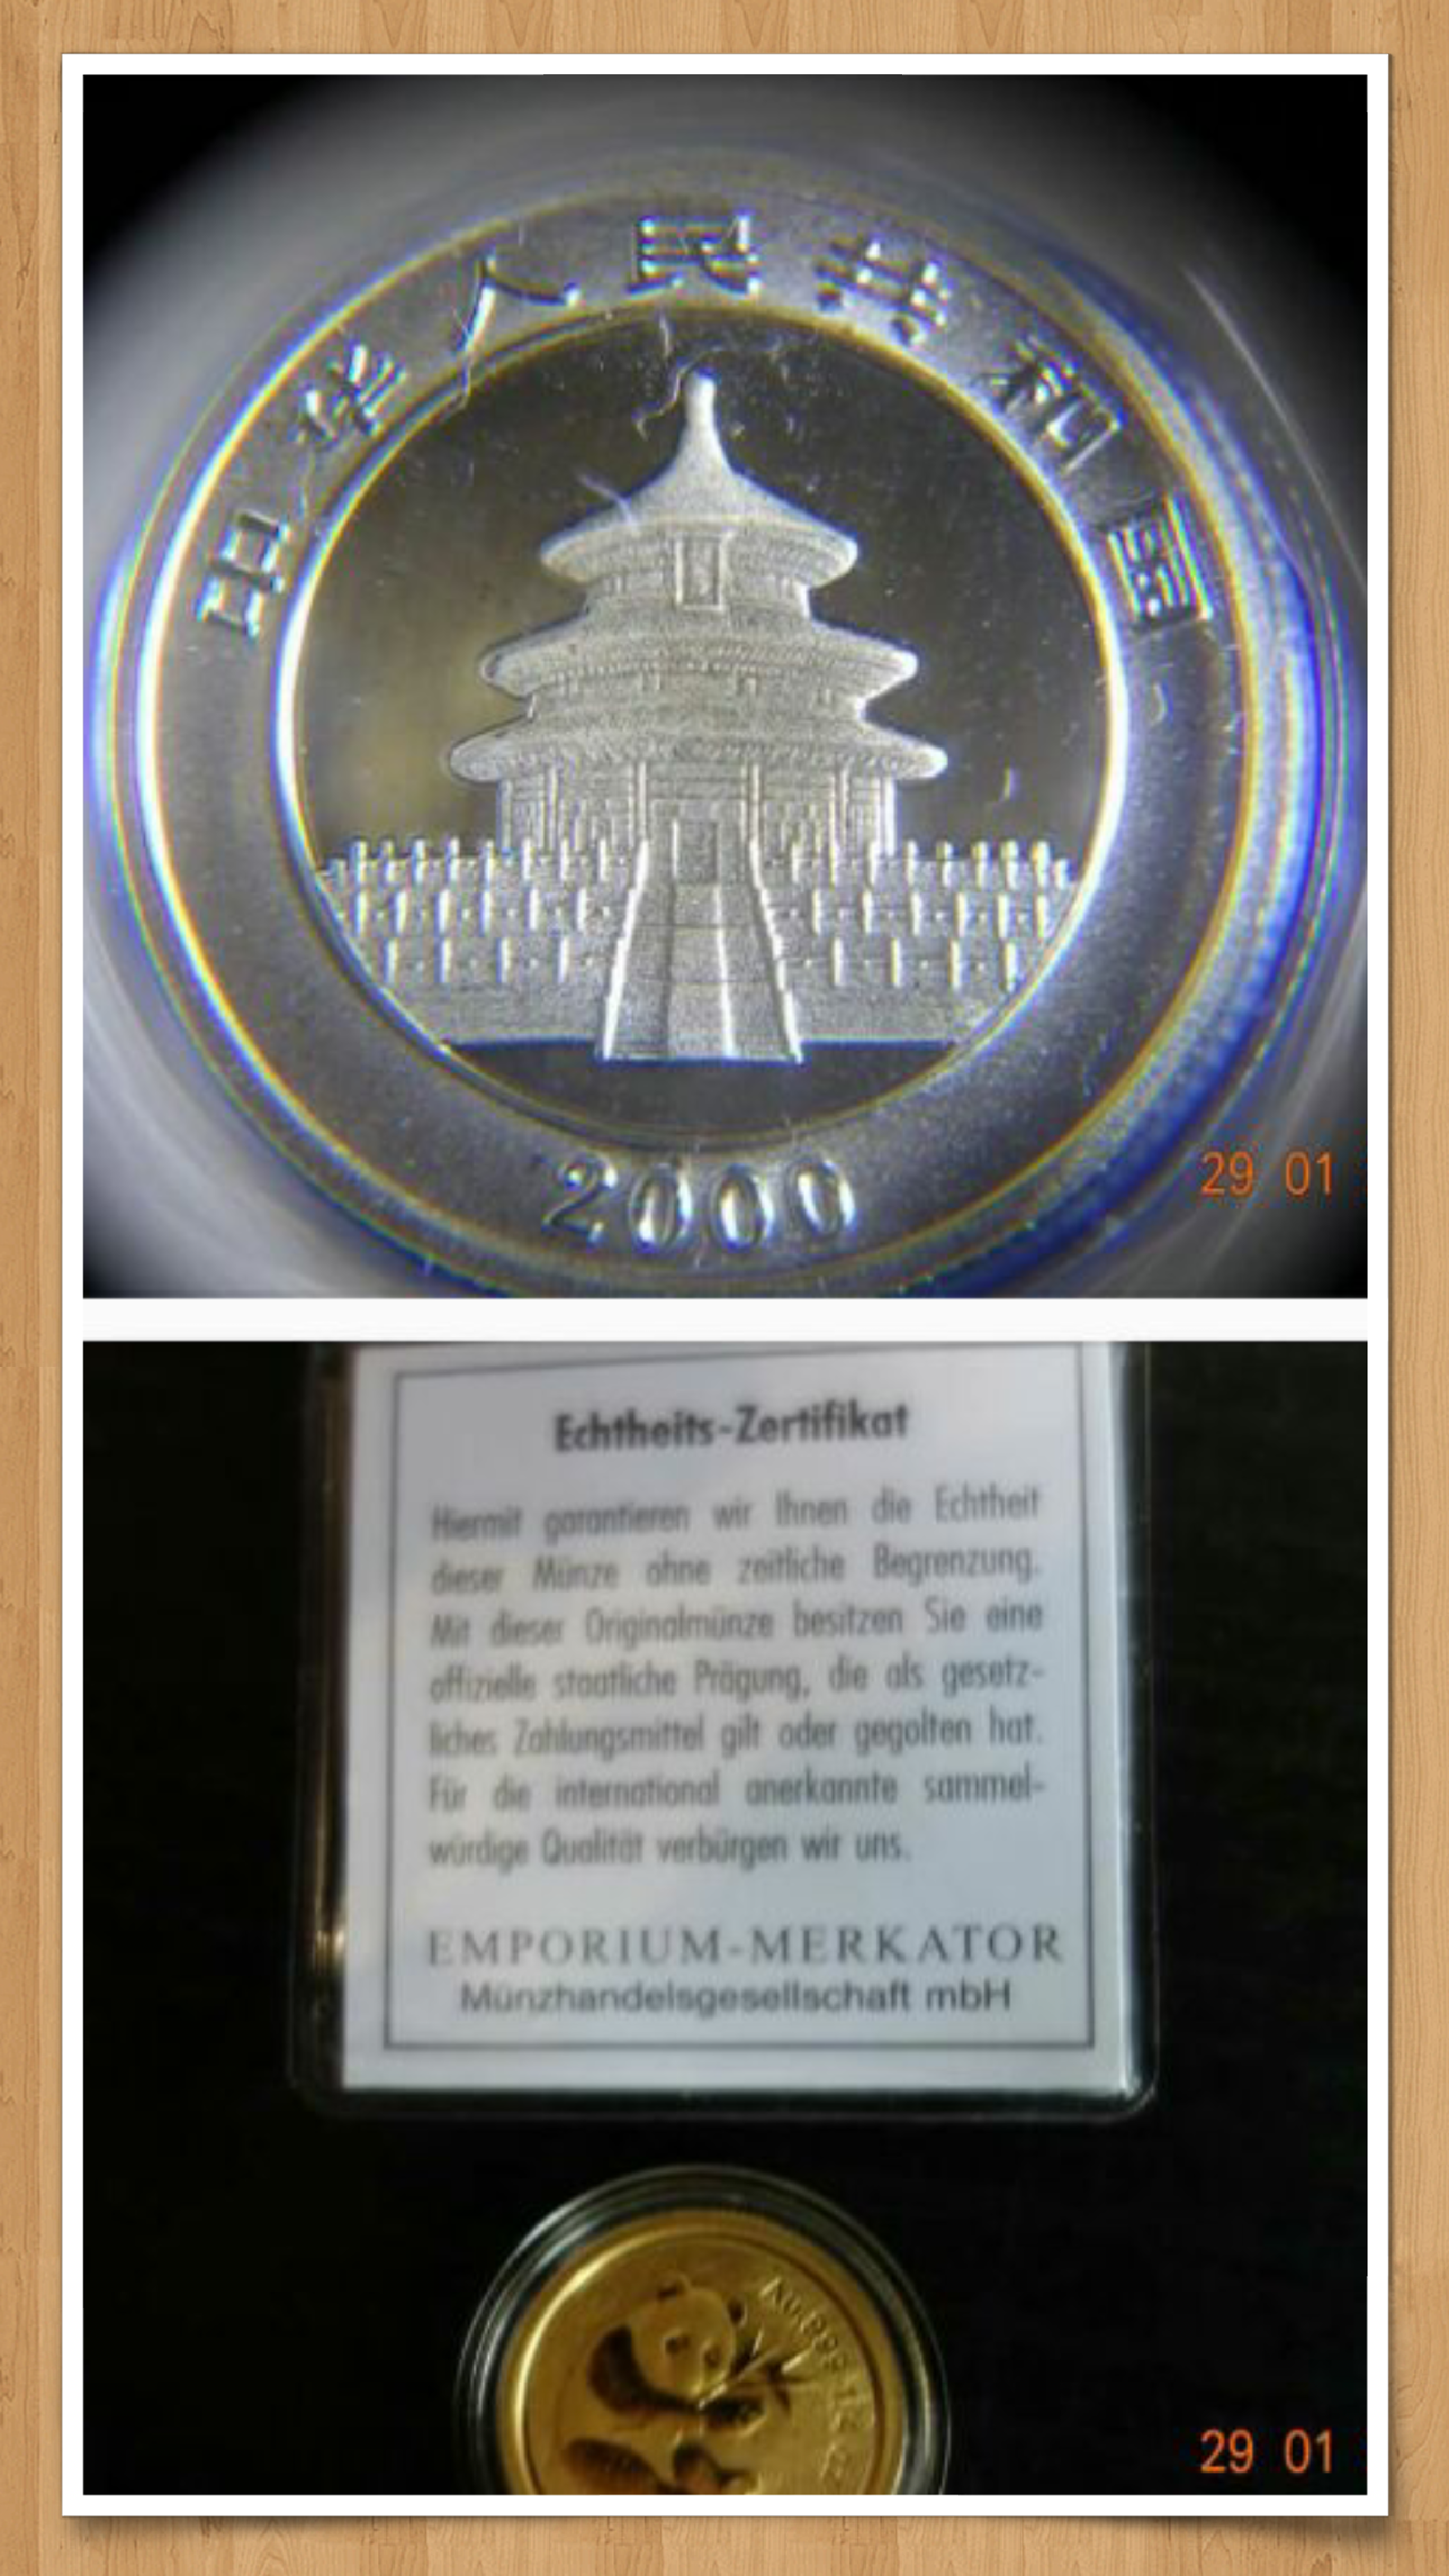 中华人民共和国
2000
29 01
Echtheits-Zertifikat
Hiermit garantieren wir Ihnen die Echtheit
dieser Münze ohne zeitliche Begrenzung.
Mit dieser Originalmünze besitzen Sie eine
offizielle staatliche Prägung, die als gesetz-
liches Zahlungsmittel gilt oder gegolten hat.
Für die international anerkannte sammel-
würdige Qualität verbürgen wir uns.
EMPORIUM-MERKATOR
Münzhandelsgesellschaft mbH
29 01